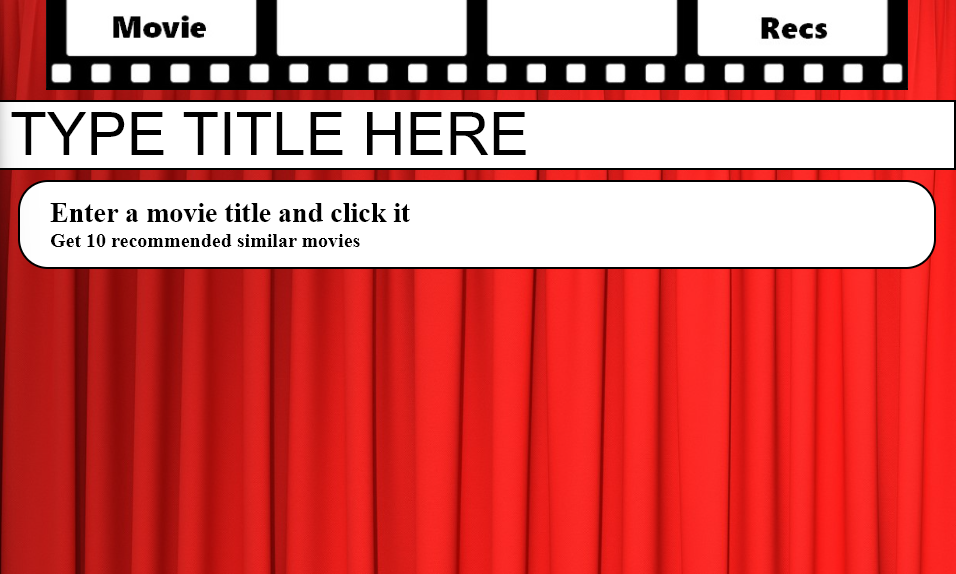 Movie Recs
TYPE TITLE HERE
Enter a movie title and click it
Get 10 recommended similar movies